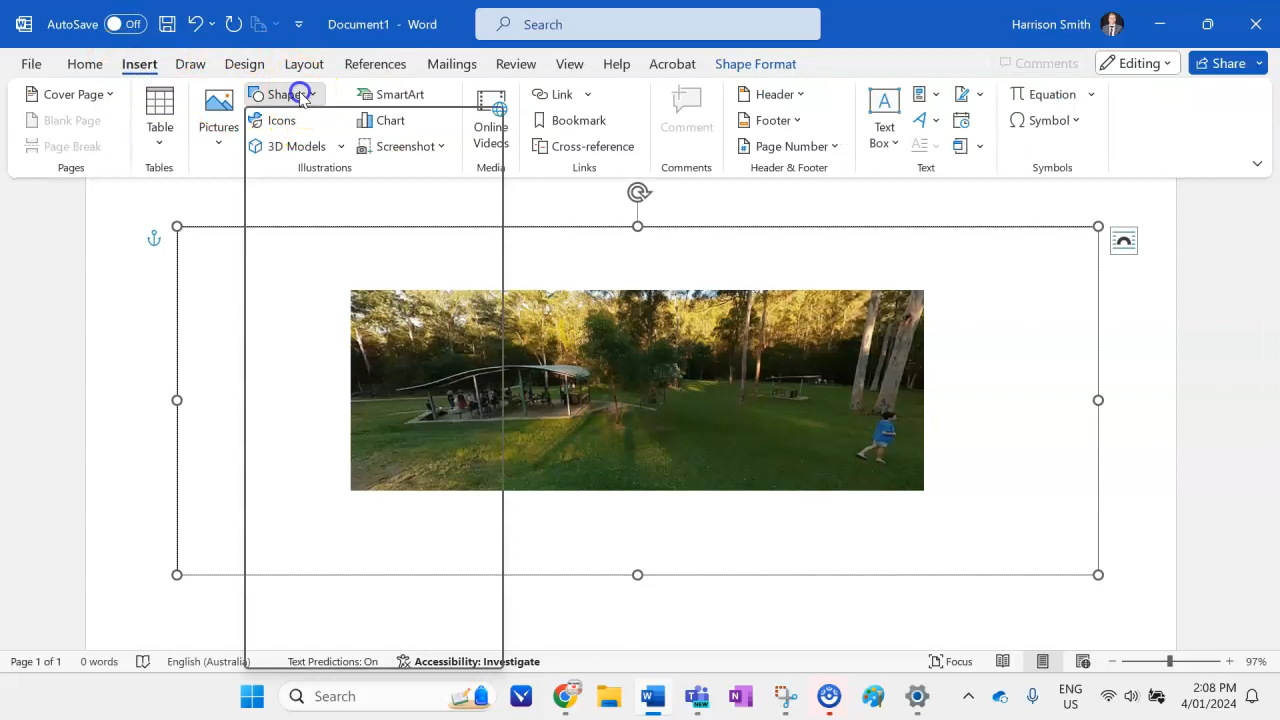 AutoSave Off Document1 - Word Search Harrison Smith
File Home Insert Draw Design Layout References Mailings Review View Help Acrobat Shape Format Comments Editing Share
Cover Page
Blank Page
Page Break
Pages
Table
Tables
Pictures
Shapes
Icons
3D Models
SmartArt
Chart
Screenshot
Illustrations
Online
Videos
Media
Link
Bookmark
Cross-reference
Links
Comment
Comments
Header
Footer
Page Number
Header & Footer
A
Text
Box
Text
Equation
Symbol
Symbols
Page 1 of 1 0 words English (Australia) Text Predictions: On Accessibility: Investigate Focus 97%
Search NEW ENG
US 2:08 PM
4/01/2024